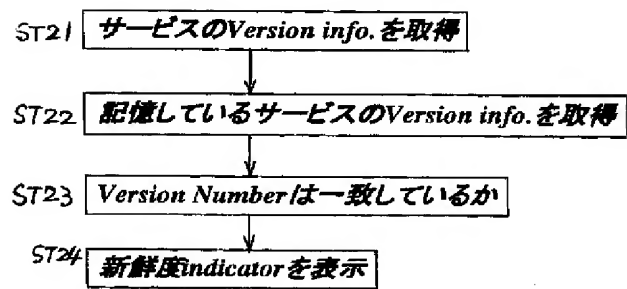 ST21 サービスのVersion info.を取得
ST22 記憶しているサービスのVersion info.を取得
ST23 Version Numberは一致しているか
ST24 新鮮度indicatorを表示